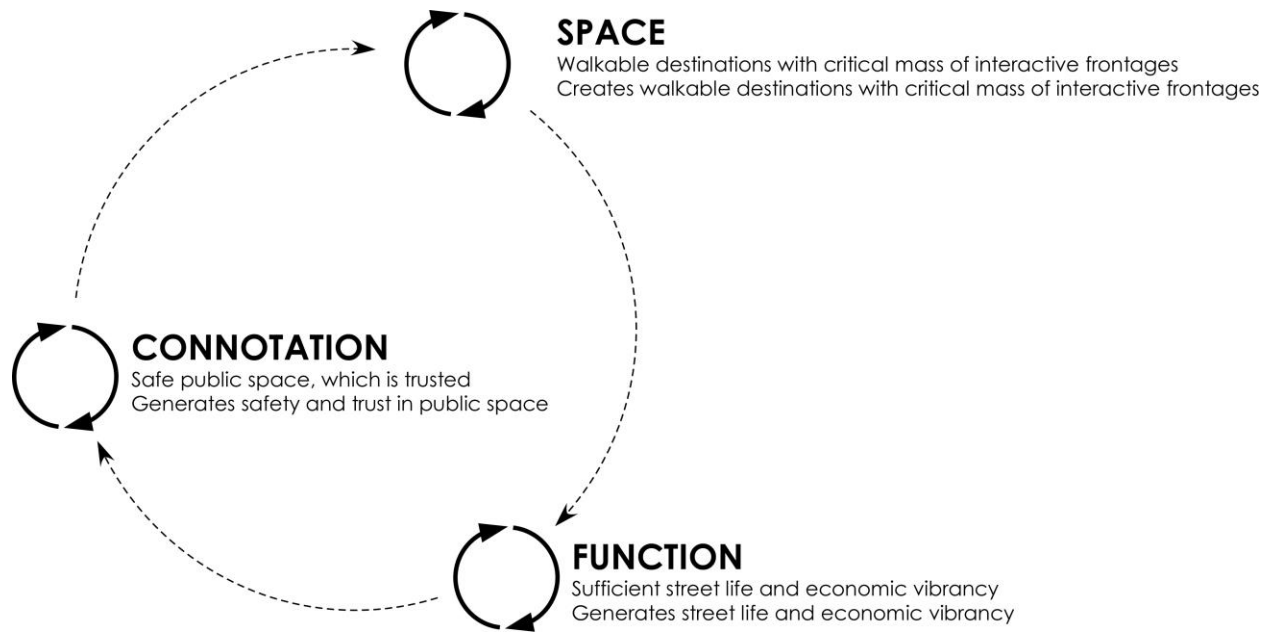 SPACE
Walkable destinations with critical mass of interactive frontages
Creates walkable destinations with critical mass of interactive frontages
CONNOTATION
Safe public space, which is trusted
Generates safety and trust in public space
FUNCTION
Sufficient street life and economic vibrancy
Generates street life and economic vibrancy